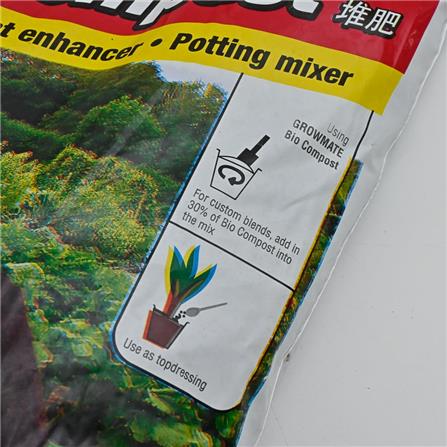 堆肥
enhancer • Potting mixer
Using
GROWMATE
Bio Compost
For custom blends, add in
30% of Bio Compost into
the mix
Use as topdressing